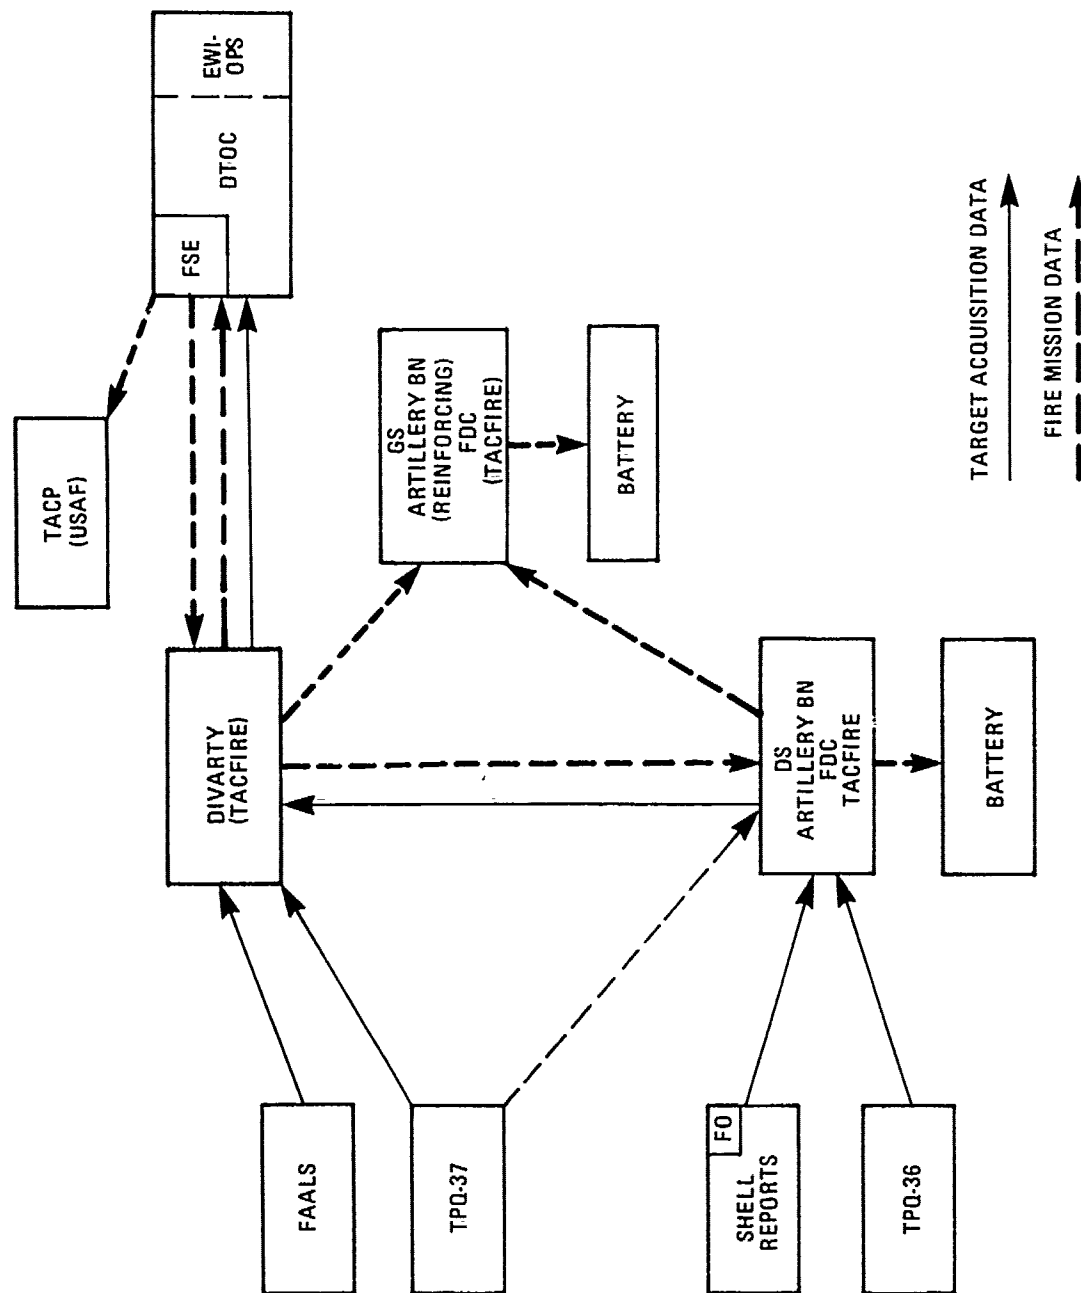 FAALS
TPQ-37
FO
SHELL
REPORTS
TPQ-36
DIVARTY
(TACFIRE)
DS
ARTILLERY BN
FDC
TACFIRE
BATTERY
TACP
(USAF)
GS
ARTILLERY BN
(REINFORCING)
FDC
(TACFIRE)
BATTERY
FSE
DTOC
EWI-
OPS
TARGET ACQUISITION DATA
FIRE MISSION DATA